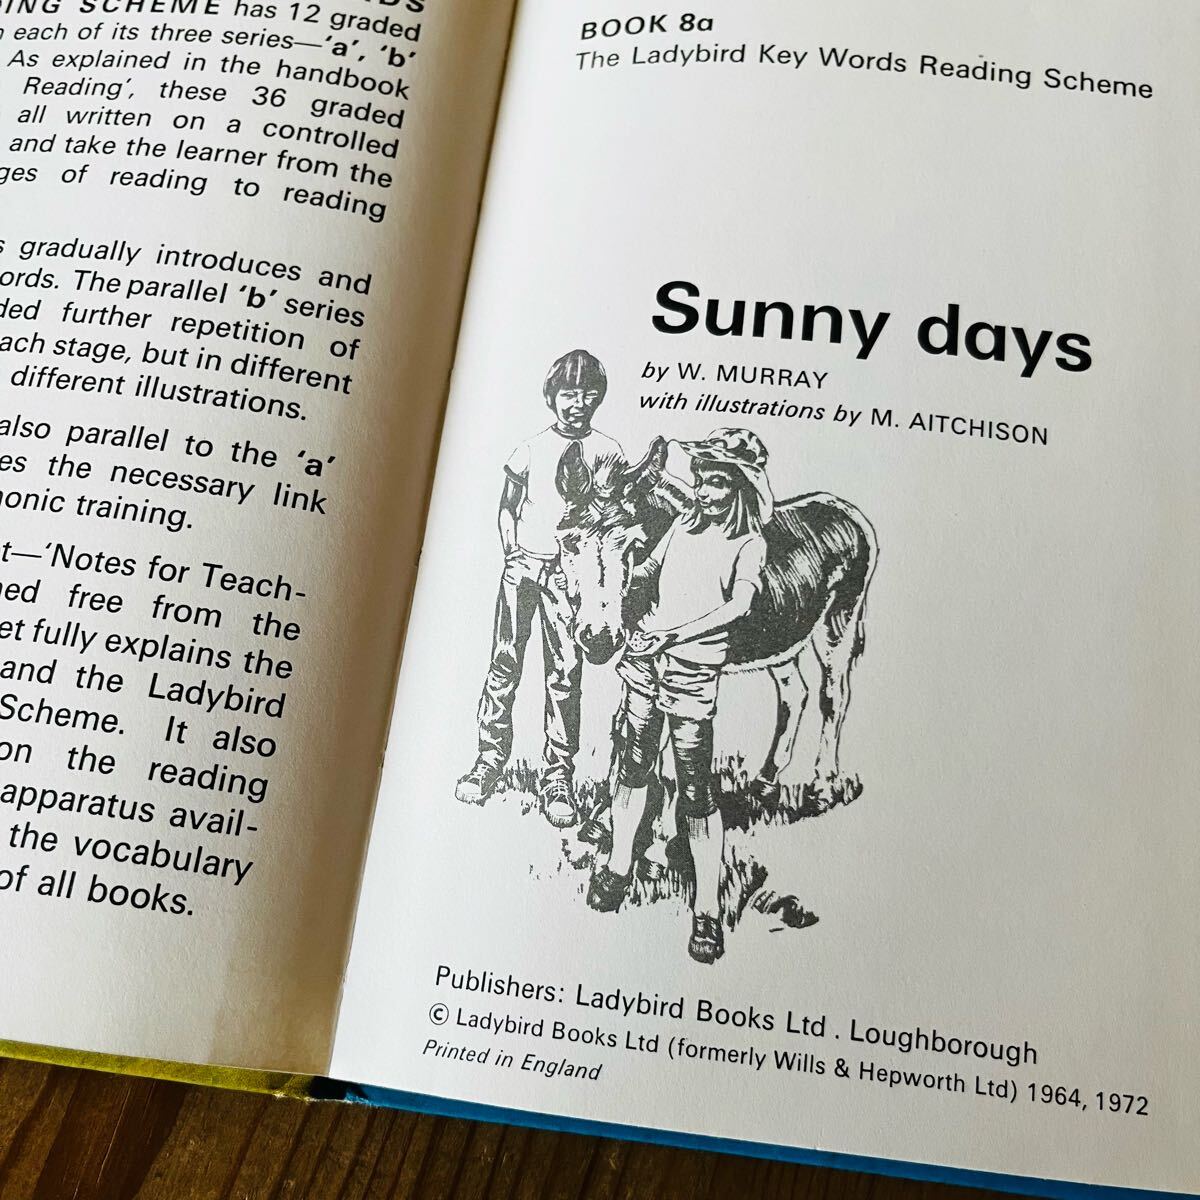 ING SCHEME has 12 graded
each of its three series—'a', 'b'
As explained in the handbook
Reading', these 36 graded
all written on a controlled
and take the learner from the
ges of reading to reading
gradually introduces and
ords. The parallel 'b' series
ded further repetition of
each stage, but in different
different illustrations.
also parallel to the 'a'
es the necessary link
honic training.
t—'Notes for Teach-
ned free from the
et fully explains the
and the Ladybird
Scheme. It also
on the reading
apparatus avail-
the vocabulary
of all books.
BOOK 8a
The Ladybird Key Words Reading Scheme
Sunny days
by W. MURRAY
with illustrations by M. AITCHISON
Publishers: Ladybird Books Ltd . Loughborough
© Ladybird Books Ltd (formerly Wills & Hepworth Ltd) 1964, 1972
Printed in England